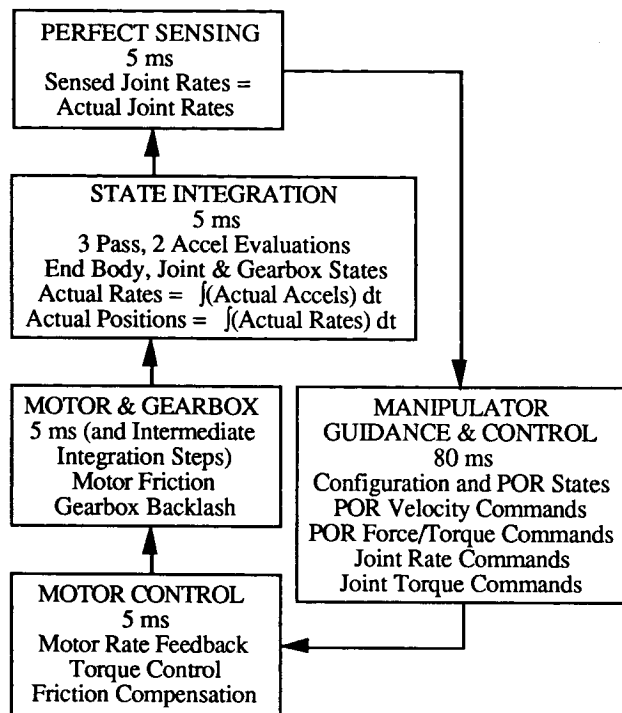 PERFECT SENSING
5 ms
Sensed Joint Rates =
Actual Joint Rates
STATE INTEGRATION
5 ms
3 Pass, 2 Accel Evaluations
End Body, Joint & Gearbox States
Actual Rates = ∫(Actual Accels) dt
Actual Positions = ∫(Actual Rates) dt
MOTOR & GEARBOX
5 ms (and Intermediate
Integration Steps)
Motor Friction
Gearbox Backlash
MANIPULATOR
GUIDANCE & CONTROL
80 ms
Configuration and POR States
POR Velocity Commands
POR Force/Torque Commands
Joint Rate Commands
Joint Torque Commands
MOTOR CONTROL
5 ms
Motor Rate Feedback
Torque Control
Friction Compensation